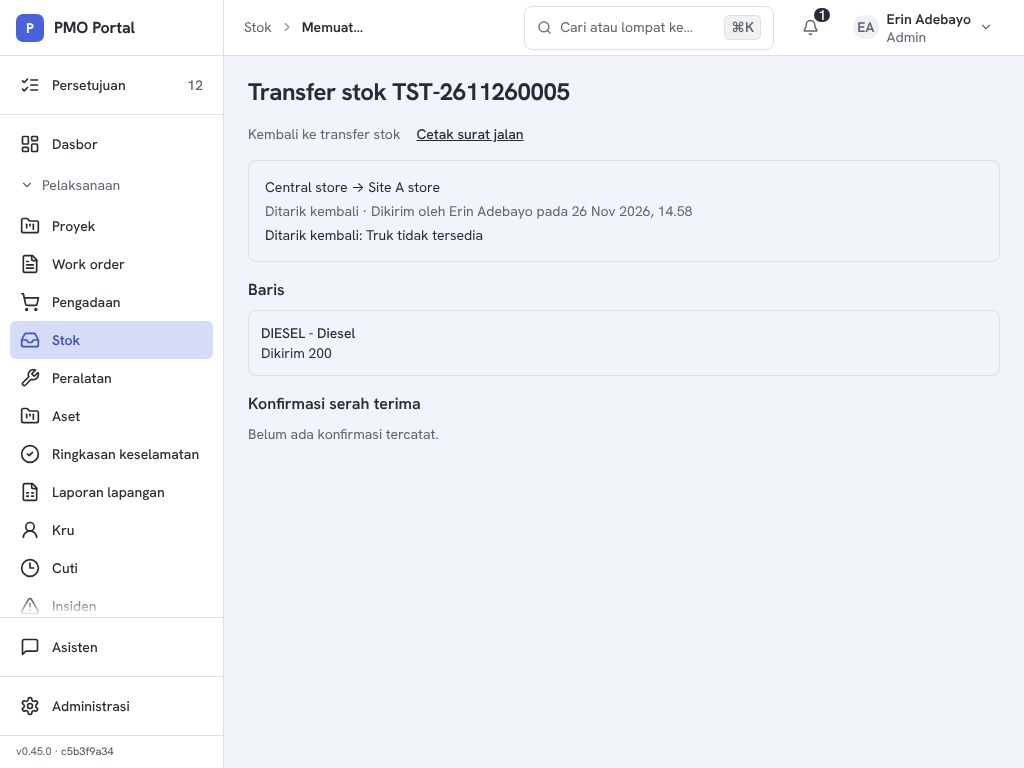 P PMO Portal
Stok > Memuat...
Cari atau lompat ke... ⌘K
1
EA Erin Adebayo
Admin
Persetujuan 12
Dasbor
Pelaksanaan
Proyek
Work order
Pengadaan
Stok
Peralatan
Aset
Ringkasan keselamatan
Laporan lapangan
Kru
Cuti
Insiden
Asisten
Administrasi
v0.45.0 · c5b3f9a34
Transfer stok TST-2611260005
Kembali ke transfer stok Cetak surat jalan
Central store → Site A store
Ditarik kembali · Dikirim oleh Erin Adebayo pada 26 Nov 2026, 14.58
Ditarik kembali: Truk tidak tersedia
Baris
DIESEL - Diesel
Dikirim 200
Konfirmasi serah terima
Belum ada konfirmasi tercatat.